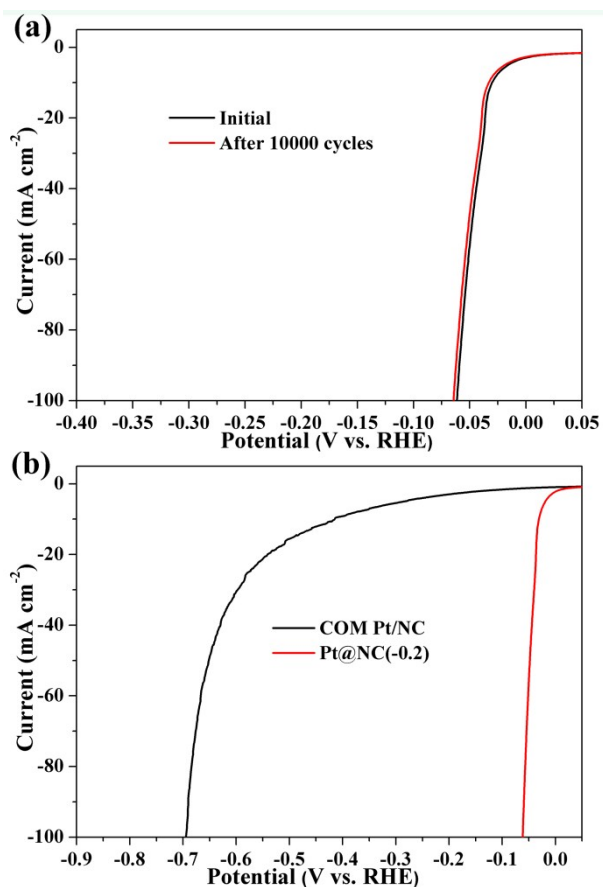 (a)
0
-20
-40
-60
-80
-100
Current (mA cm⁻²)
Initial
After 10000 cycles
-0.40 -0.35 -0.30 -0.25 -0.20 -0.15 -0.10 -0.05 0.00 0.05
Potential (V vs. RHE)
(b)
0
-20
-40
-60
-80
-100
Current (mA cm⁻²)
COM Pt/NC
Pt@NC(-0.2)
-0.9 -0.8 -0.7 -0.6 -0.5 -0.4 -0.3 -0.2 -0.1 0.0
Potential (V vs. RHE)